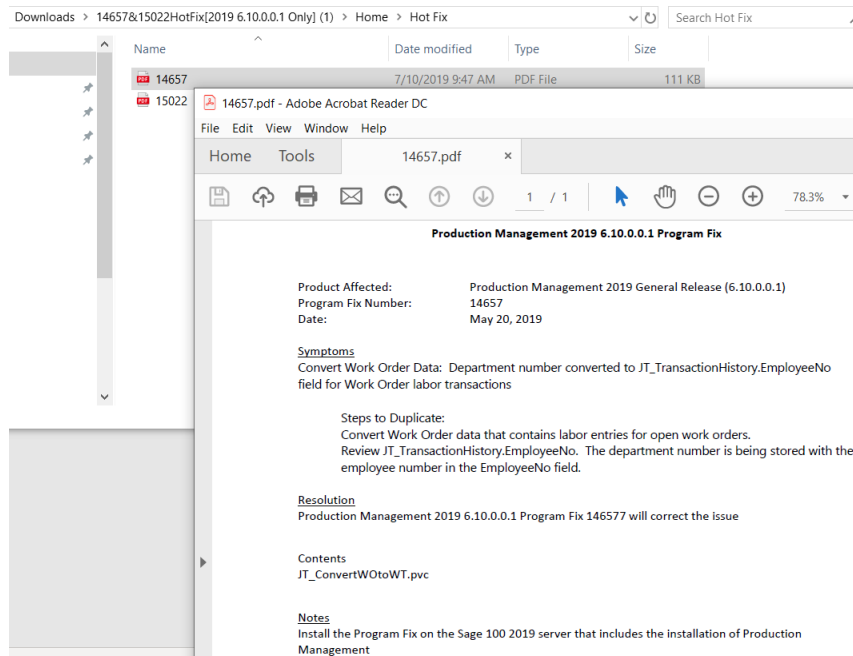 Downloads > 14657&15022HotFix[2019 6.10.0.0.1 Only] (1) > Home > Hot Fix
Search Hot Fix
Name Date modified Type Size
14657 7/10/2019 9:47 AM PDF File 111 KB
15022
14657.pdf - Adobe Acrobat Reader DC
File Edit View Window Help
Home Tools 14657.pdf ×
1 / 1 78.3%
Production Management 2019 6.10.0.0.1 Program Fix
Product Affected: Production Management 2019 General Release (6.10.0.0.1)
Program Fix Number: 14657
Date: May 20, 2019
Symptoms
Convert Work Order Data: Department number converted to JT_TransactionHistory.EmployeeNo
field for Work Order labor transactions
Steps to Duplicate:
Convert Work Order data that contains labor entries for open work orders.
Review JT_TransactionHistory.EmployeeNo. The department number is being stored with the
employee number in the EmployeeNo field.
Resolution
Production Management 2019 6.10.0.0.1 Program Fix 146577 will correct the issue
Contents
JT_ConvertWOtoWT.pvc
Notes
Install the Program Fix on the Sage 100 2019 server that includes the installation of Production
Management